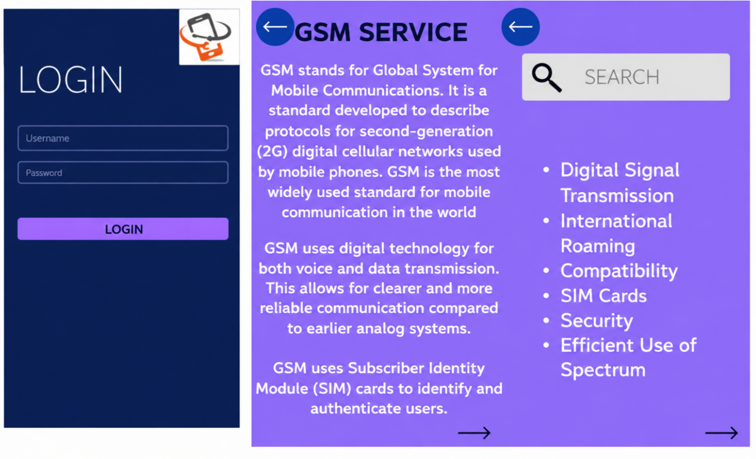 LOGIN
Username
Password
LOGIN
GSM SERVICE
GSM stands for Global System for
Mobile Communications. It is a
standard developed to describe
protocols for second-generation
(2G) digital cellular networks used
by mobile phones. GSM is the most
widely used standard for mobile
communication in the world
GSM uses digital technology for
both voice and data transmission.
This allows for clearer and more
reliable communication compared
to earlier analog systems.
GSM uses Subscriber Identity
Module (SIM) cards to identify and
authenticate users.
SEARCH
• Digital Signal
Transmission
• International
Roaming
• Compatibility
• SIM Cards
• Security
• Efficient Use of
Spectrum